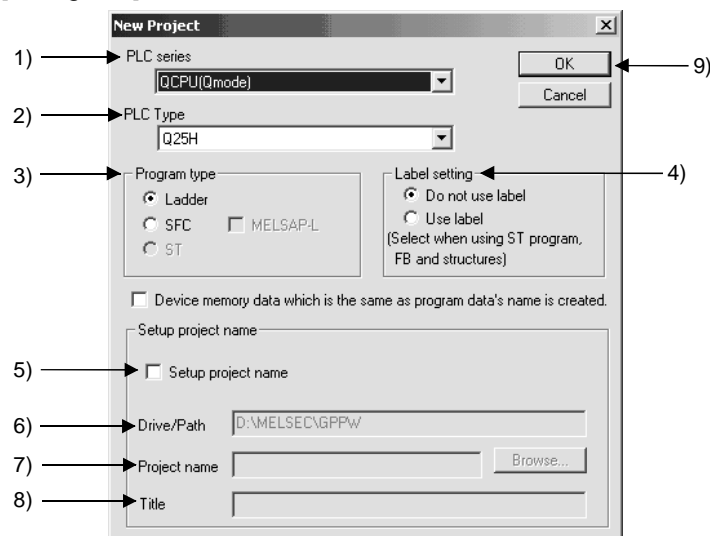 New Project
1) PLC series
QCPU(Qmode)
OK
9)
Cancel
2) PLC Type
Q25H
3) Program type
Ladder
SFC
MELSAP-L
ST
Label setting
4)
Do not use label
Use label
(Select when using ST program,
FB and structures)
Device memory data which is the same as program data's name is created.
Setup project name
5) Setup project name
6) Drive/Path
D:\MELSEC\GPPW
7) Project name
Browse...
8) Title